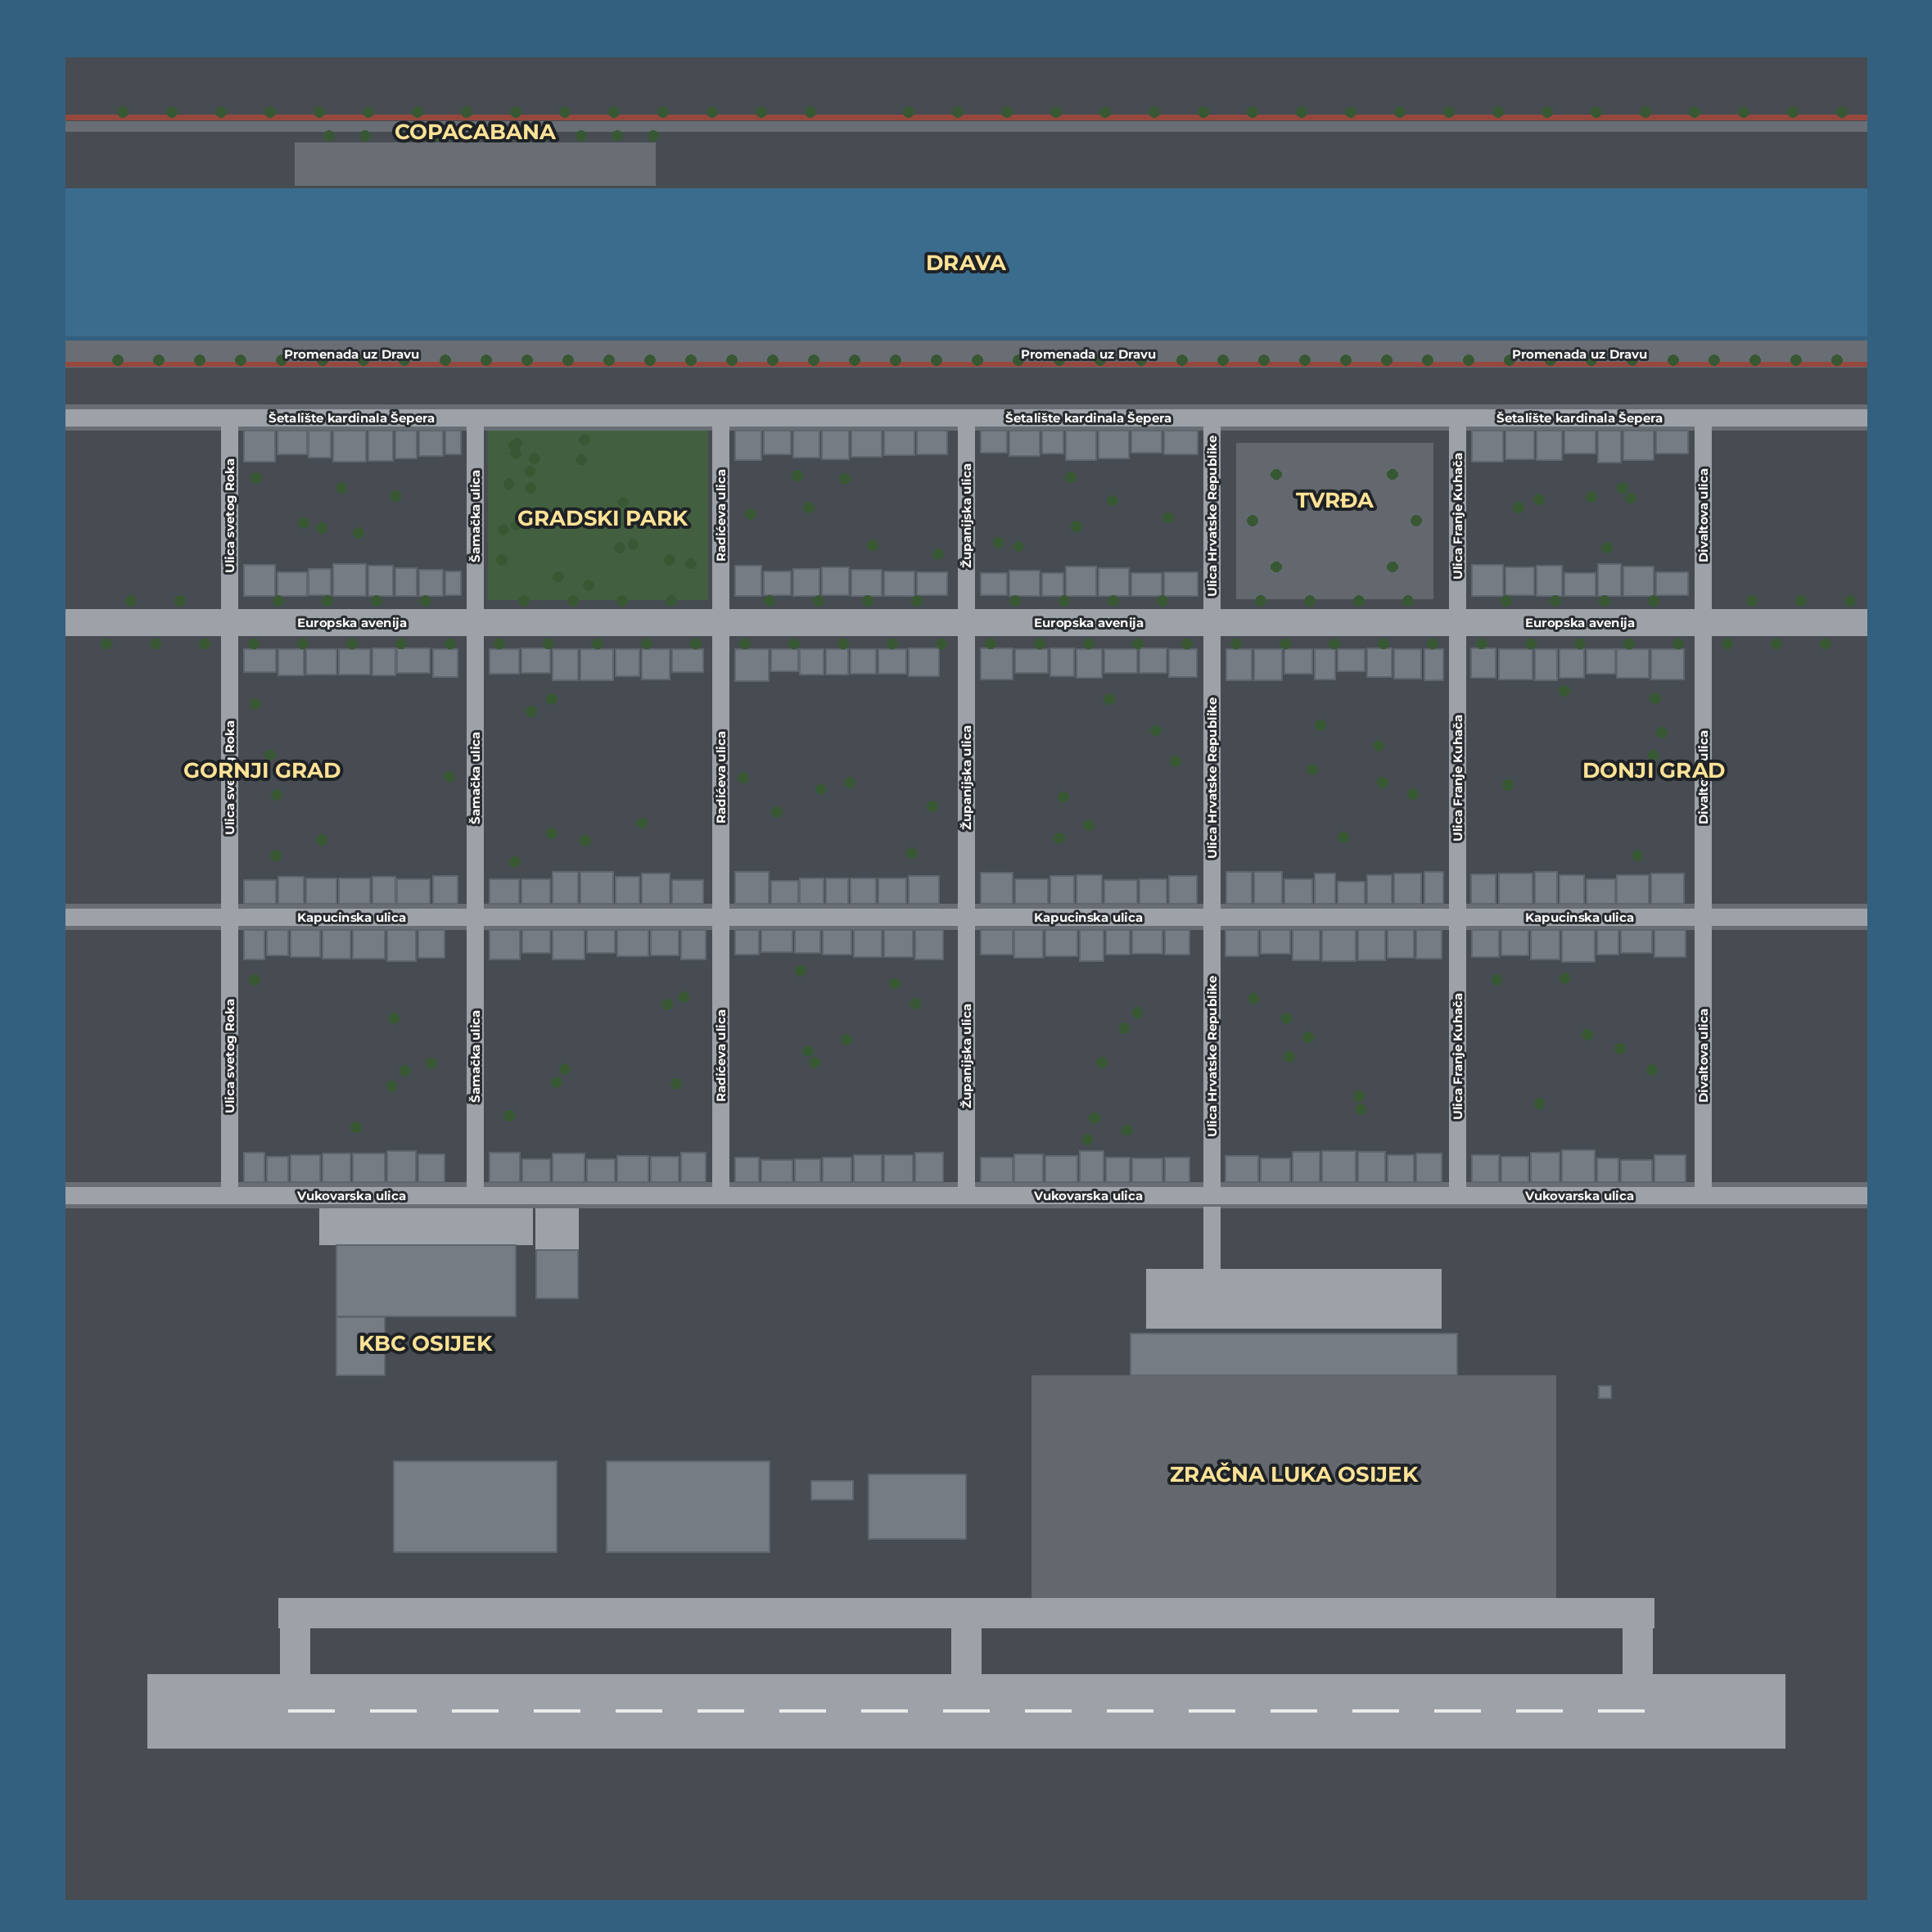 COPACABANA
DRAVA
Promenada uz Dravu
Promenada uz Dravu
Promenada uz Dravu
Šetalište kardinala Šepera
Šetalište kardinala Šepera
Šetalište kardinala Šepera
Ulica svetog Roka
Šamačka ulica
GRADSKI PARK
Radićeva ulica
Županijska ulica
Ulica Hrvatske Republike
TVRĐA
Ulica Franje Kuhača
Divaltova ulica
Europska avenija
Europska avenija
Europska avenija
Ulica svetog Roka
GORNJI GRAD
Šamačka ulica
Radićeva ulica
Županijska ulica
Ulica Hrvatske Republike
Ulica Franje Kuhača
DONJI GRAD
Divaltova ulica
Kapucinska ulica
Kapucinska ulica
Kapucinska ulica
Ulica svetog Roka
Šamačka ulica
Radićeva ulica
Županijska ulica
Ulica Hrvatske Republike
Ulica Franje Kuhača
Divaltova ulica
Vukovarska ulica
Vukovarska ulica
Vukovarska ulica
KBC OSIJEK
ZRAČNA LUKA OSIJEK